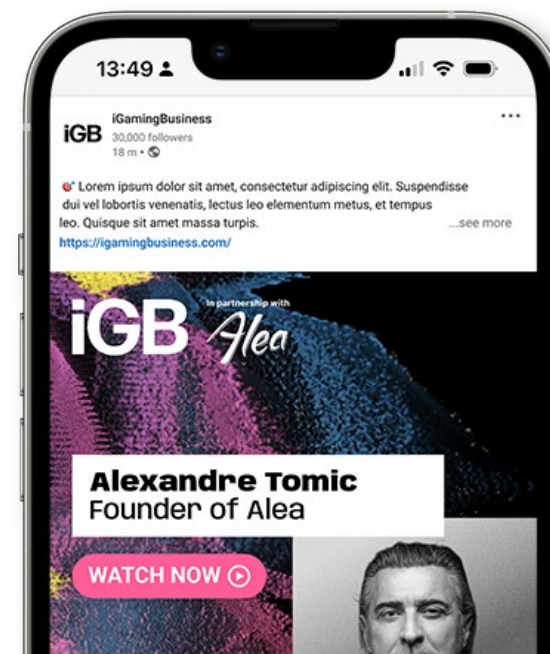 13:49
iGB
iGamingBusiness
30,000 followers
18 m •
Lorem ipsum dolor sit amet, consectetur adipiscing elit. Suspendisse
dui vel lobortis venenatis, lectus leo elementum metus, et tempus
leo. Quisque sit amet massa turpis.
...see more
https://igamingbusiness.com/
iGB
In partnership with
Alea
Alexandre Tomic
Founder of Alea
WATCH NOW